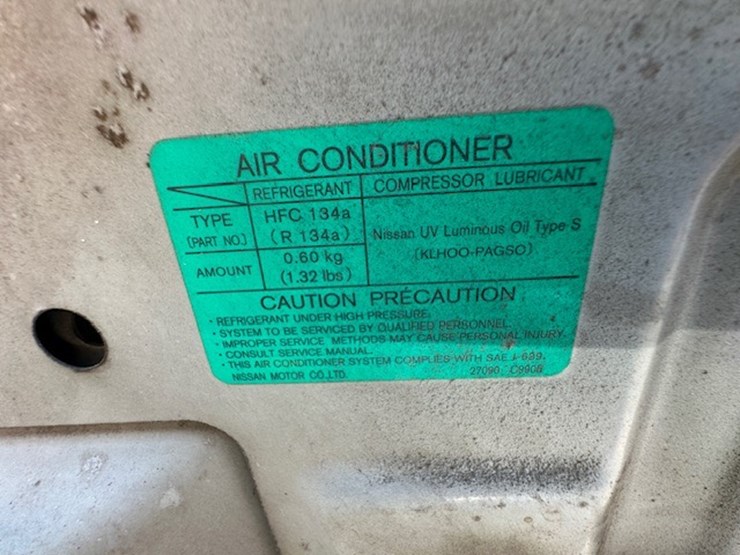 AIR CONDITIONER
REFRIGERANT COMPRESSOR LUBRICANT
TYPE
(PART NO.)
HFC 134a
(R 134a)
Nissan UV Luminous Oil Type S
(KLHOO-PAGSO)
AMOUNT
0.60 kg
(1.32 lbs)
CAUTION PRÉCAUTION
• REFRIGERANT UNDER HIGH PRESSURE.
• SYSTEM TO BE SERVICED BY QUALIFIED PERSONNEL.
• IMPROPER SERVICE METHODS MAY CAUSE PERSONAL INJURY.
• CONSULT SERVICE MANUAL.
• THIS AIR CONDITIONER SYSTEM COMPLIES WITH SAE J-639.
NISSAN MOTOR CO.,LTD. 27090 C9905